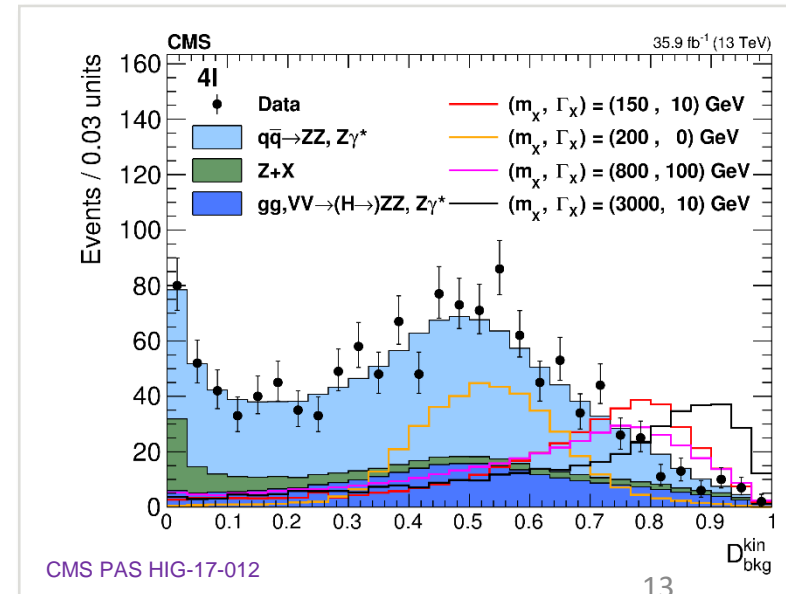 CMS 35.9 fb⁻¹ (13 TeV)
4l
Data
qq̄→ZZ, Zγ*
Z+X
gg,VV→(H→)ZZ, Zγ*
(mₓ, Γₓ) = (150 , 10) GeV
(mₓ, Γₓ) = (200 , 0) GeV
(mₓ, Γₓ) = (800 , 100) GeV
(mₓ, Γₓ) = (3000, 10) GeV
Events / 0.03 units
160
140
120
100
80
60
40
20
0
0 0.1 0.2 0.3 0.4 0.5 0.6 0.7 0.8 0.9 1
D kin bkg
CMS PAS HIG-17-012
13